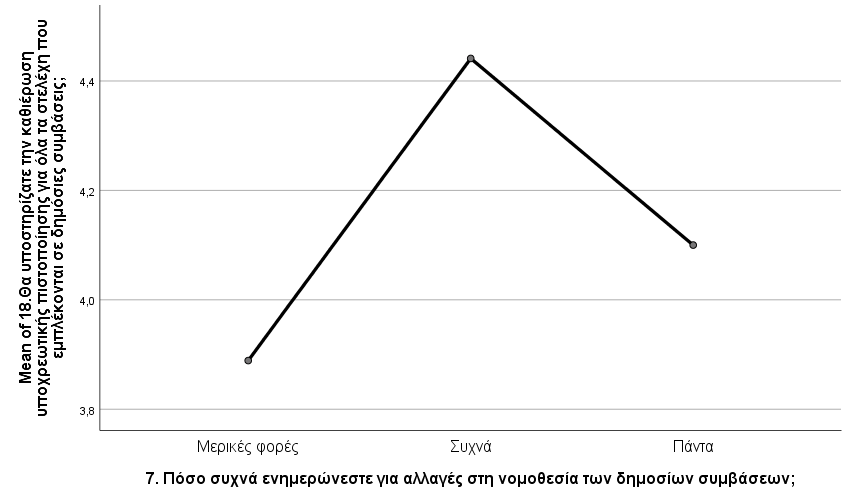 Mean of 18.Θα υποστηρίζατε την καθιέρωση
υποχρεωτικής πιστοποίησης για όλα τα στελέχη που
εμπλέκονται σε δημόσιες συμβάσεις;
4,4
4,2
4,0
3,8
Μερικές φορές
Συχνά
Πάντα
7. Πόσο συχνά ενημερώνεστε για αλλαγές στη νομοθεσία των δημοσίων συμβάσεων;